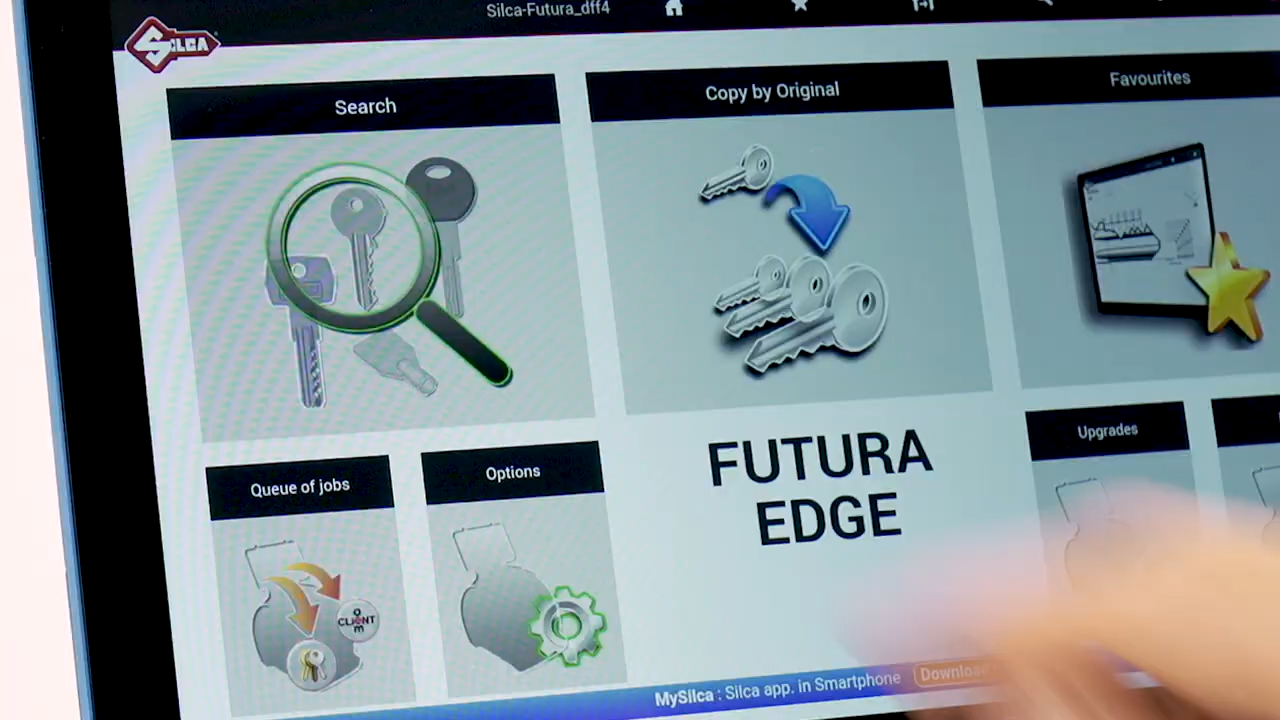 Silca-Futura_dff4
SILCA
Search
Copy by Original
Favourites
Queue of jobs
Options
FUTURA
EDGE
Upgrades
CLIENT
MySilca : Silca app. in Smartphone
Download